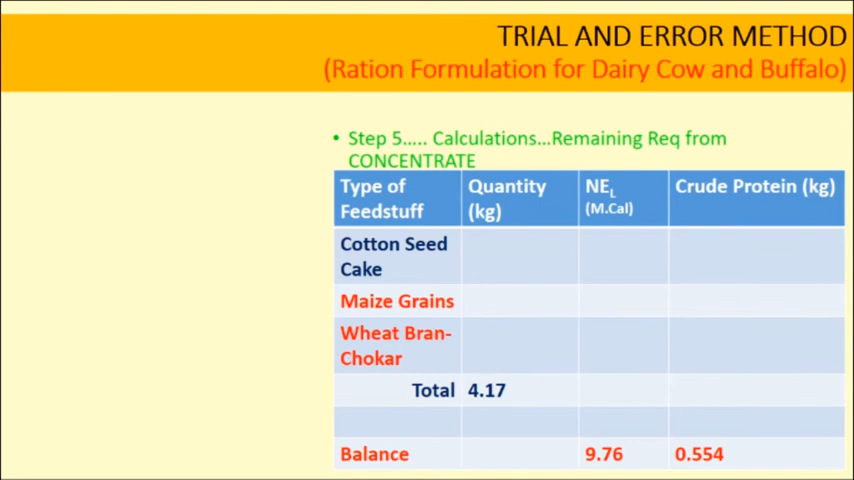 TRIAL AND ERROR METHOD
(Ration Formulation for Dairy Cow and Buffalo)
• Step 5..... Calculations...Remaining Req from
CONCENTRATE
Type of Feedstuff Quantity (kg) NEL (M.Cal) Crude Protein (kg)
Cotton Seed Cake
Maize Grains
Wheat Bran-Chokar
Total 4.17
Balance 9.76 0.554